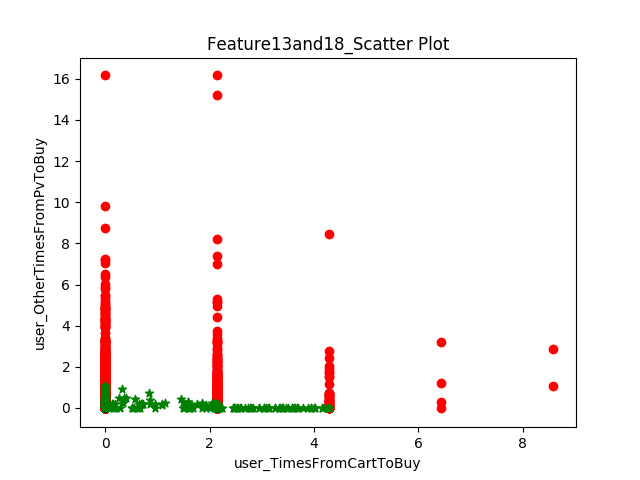 Feature13and18_Scatter Plot
user_OtherTimesFromPvToBuy
16
14
12
10
8
6
4
2
0
0 2 4 6 8
user_TimesFromCartToBuy